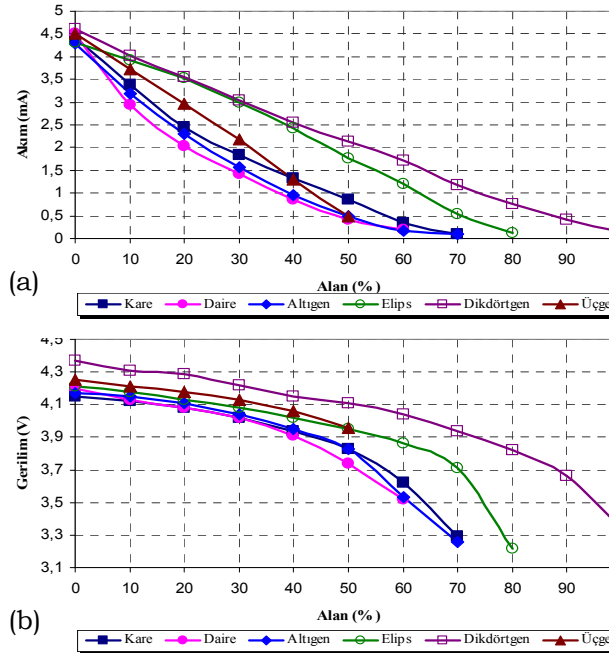 5
4,5
4
3,5
3
2,5
2
1,5
1
0,5
0
Akım (mA)
0 10 20 30 40 50 60 70 80 90
Alan (%)
(a)
Kare Daire Altıgen Elips Dikdörtgen Üçge
4,5
4,3
4,1
3,9
3,7
3,5
3,3
3,1
Gerilim (V)
0 10 20 30 40 50 60 70 80 90
Alan (%)
(b)
Kare Daire Altıgen Elips Dikdörtgen Üçge